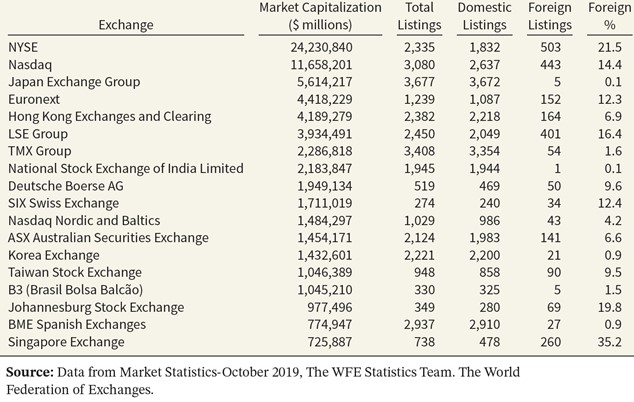 Market Capitalization Total Domestic Foreign Foreign
Exchange ($ millions) Listings Listings Listings %
NYSE 24,230,840 2,335 1,832 503 21.5
Nasdaq 11,658,201 3,080 2,637 443 14.4
Japan Exchange Group 5,614,217 3,677 3,672 5 0.1
Euronext 4,418,229 1,239 1,087 152 12.3
Hong Kong Exchanges and Clearing 4,189,279 2,382 2,218 164 6.9
LSE Group 3,934,491 2,450 2,049 401 16.4
TMX Group 2,286,818 3,408 3,354 54 1.6
National Stock Exchange of India Limited 2,183,847 1,945 1,944 1 0.1
Deutsche Boerse AG 1,949,134 519 469 50 9.6
SIX Swiss Exchange 1,711,019 274 240 34 12.4
Nasdaq Nordic and Baltics 1,484,297 1,029 986 43 4.2
ASX Australian Securities Exchange 1,454,171 2,124 1,983 141 6.6
Korea Exchange 1,432,601 2,221 2,200 21 0.9
Taiwan Stock Exchange 1,046,389 948 858 90 9.5
B3 (Brasil Bolsa Balcão) 1,045,210 330 325 5 1.5
Johannesburg Stock Exchange 977,496 349 280 69 19.8
BME Spanish Exchanges 774,947 2,937 2,910 27 0.9
Singapore Exchange 725,887 738 478 260 35.2
Source: Data from Market Statistics-October 2019, The WFE Statistics Team. The World
Federation of Exchanges.